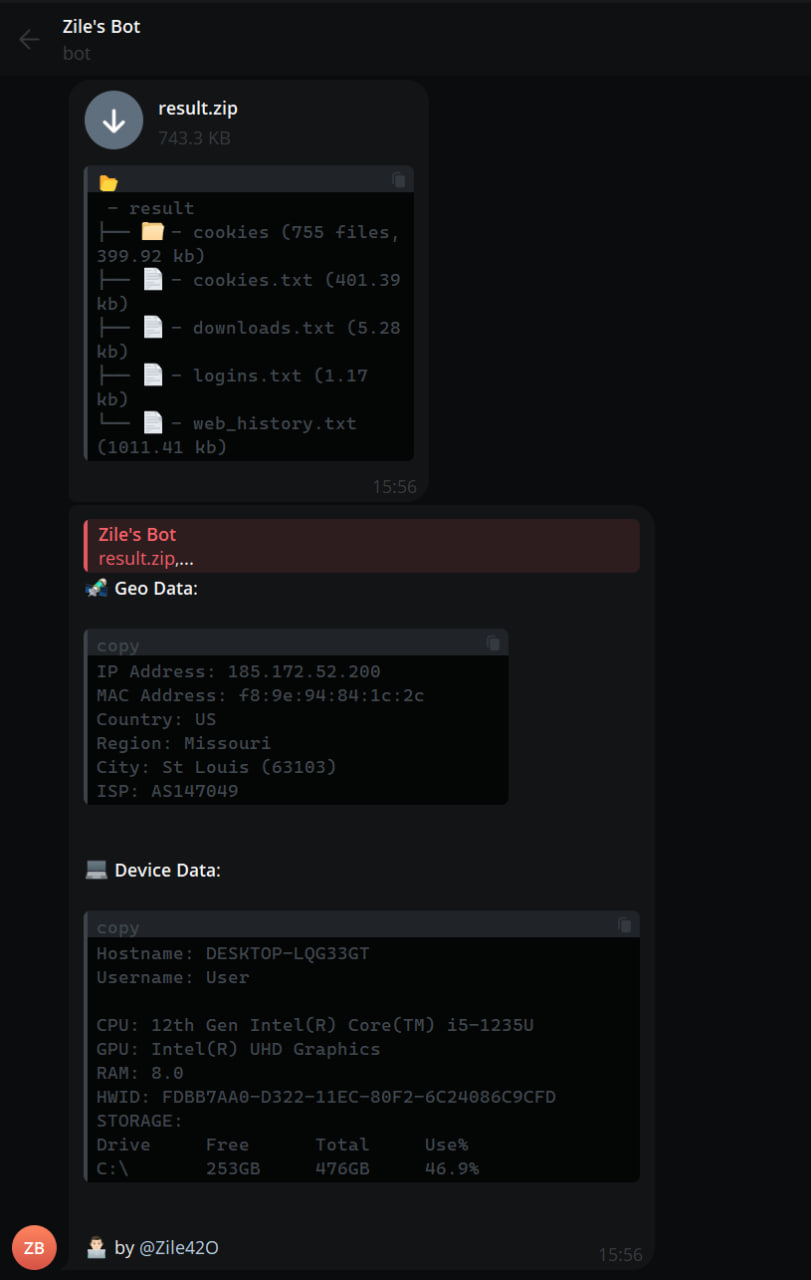 Zile's Bot
bot
result.zip
743.3 KB
- result
├── 📁 - cookies (755 files,
399.92 kb)
├── 📄 - cookies.txt (401.39
kb)
├── 📄 - downloads.txt (5.28
kb)
├── 📄 - logins.txt (1.17
kb)
└── 📄 - web_history.txt
(1011.41 kb)
15:56
Zile's Bot
result.zip,...
🛰 Geo Data:
copy
IP Address: 185.172.52.200
MAC Address: f8:9e:94:84:1c:2c
Country: US
Region: Missouri
City: St Louis (63103)
ISP: AS147049
💻 Device Data:
copy
Hostname: DESKTOP-LQG33GT
Username: User
CPU: 12th Gen Intel(R) Core(TM) i5-1235U
GPU: Intel(R) UHD Graphics
RAM: 8.0
HWID: FDBB7AA0-D322-11EC-80F2-6C24086C9CFD
STORAGE:
Drive Free Total Use%
C:\ 253GB 476GB 46.9%
ZB
👨🏻‍💻 by @Zile42O
15:56